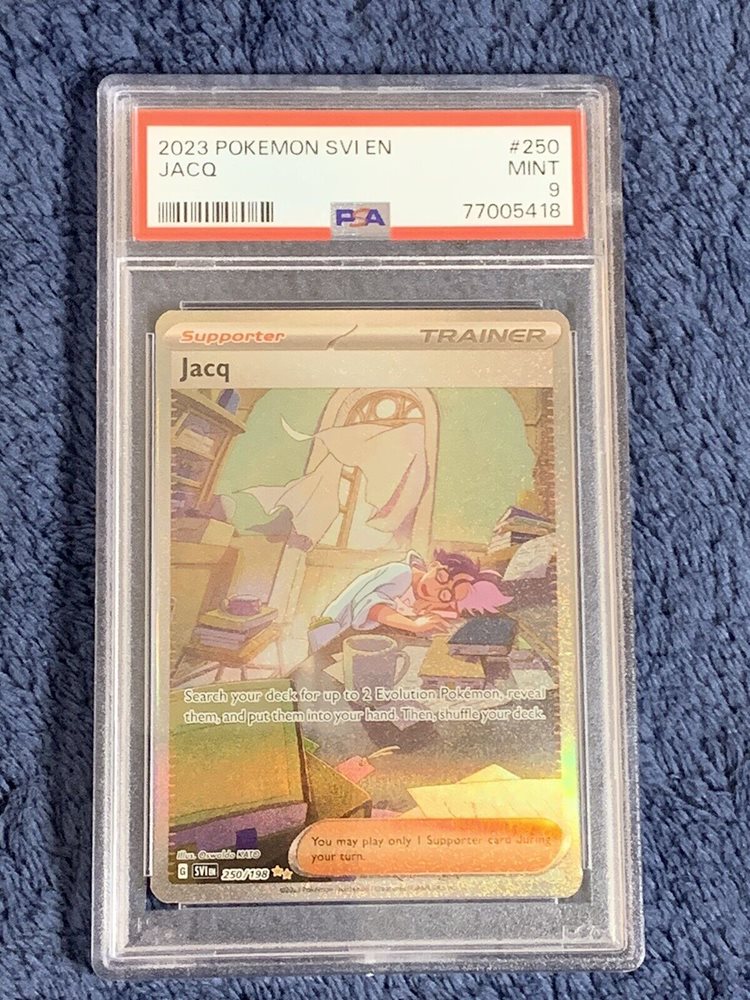 2023 POKEMON SVI EN #250
JACQ MINT
9
PSA 77005418
Supporter TRAINER
Jacq
Search your deck for up to 2 Evolution Pokémon, reveal
them, and put them into your hand. Then, shuffle your deck.
You may play only 1 Supporter card during
your turn.
Illus. Oswaldo KATO
G SVI EN 250/198